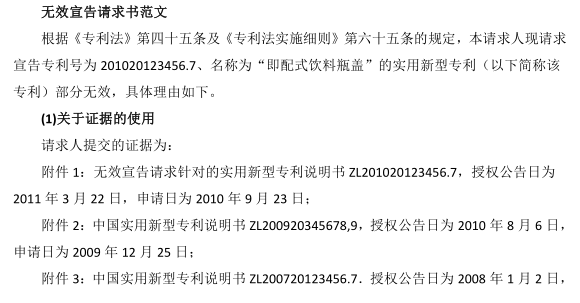 无效宣告请求书范文
根据《专利法》第四十五条及《专利法实施细则》第六十五条的规定，本请求人现请求
宣告专利号为 201020123456.7、名称为“即配式饮料瓶盖”的实用新型专利（以下简称该
专利）部分无效，具体理由如下。
(1)关于证据的使用
请求人提交的证据为：
附件 1：无效宣告请求针对的实用新型专利说明书 ZL201020123456.7，授权公告日为
2011 年 3 月 22 日，申请日为 2010 年 9 月 23 日；
附件 2：中国实用新型专利说明书 ZL200920345678,9，授权公告日为 2010 年 8 月 6 日，
申请日为 2009 年 12 月 25 日；
附件 3：中国实用新型专利说明书 ZL200720123456.7．授权公告日为 2008 年 1 月 2 日，